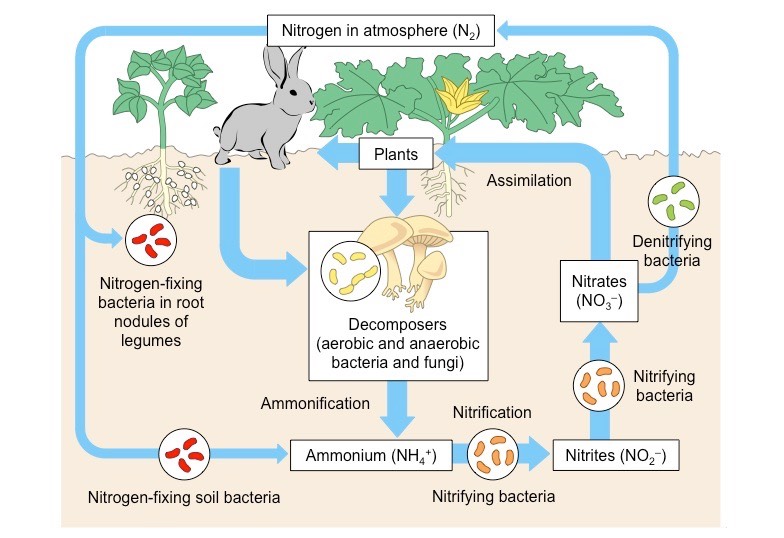 Nitrogen in atmosphere (N₂)
Plants
Assimilation
Denitrifying
bacteria
Nitrogen-fixing
bacteria in root
nodules of
legumes
Nitrates
(NO₃⁻)
Decomposers
(aerobic and anaerobic
bacteria and fungi)
Nitrifying
bacteria
Ammonification
Nitrification
Ammonium (NH₄⁺)
Nitrites (NO₂⁻)
Nitrogen-fixing soil bacteria
Nitrifying bacteria